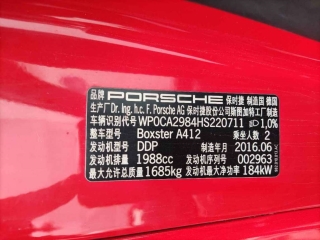 品牌 PORSCHE 保时捷 制造国 德国
生产厂 Dr. Ing. h.c. F. Porsche AG 保时捷股份公司斯图加特工厂制造
车辆识别代号 WP0CA2984HS220711 1,0%
整车型号 Boxster A412 乘坐人数 2
发动机型号 DDP 制造年月 2016.06
发动机排量 1988cc 发动机序列号 002963
最大允许总质量 1685kg 发动机最大净功率 184kW